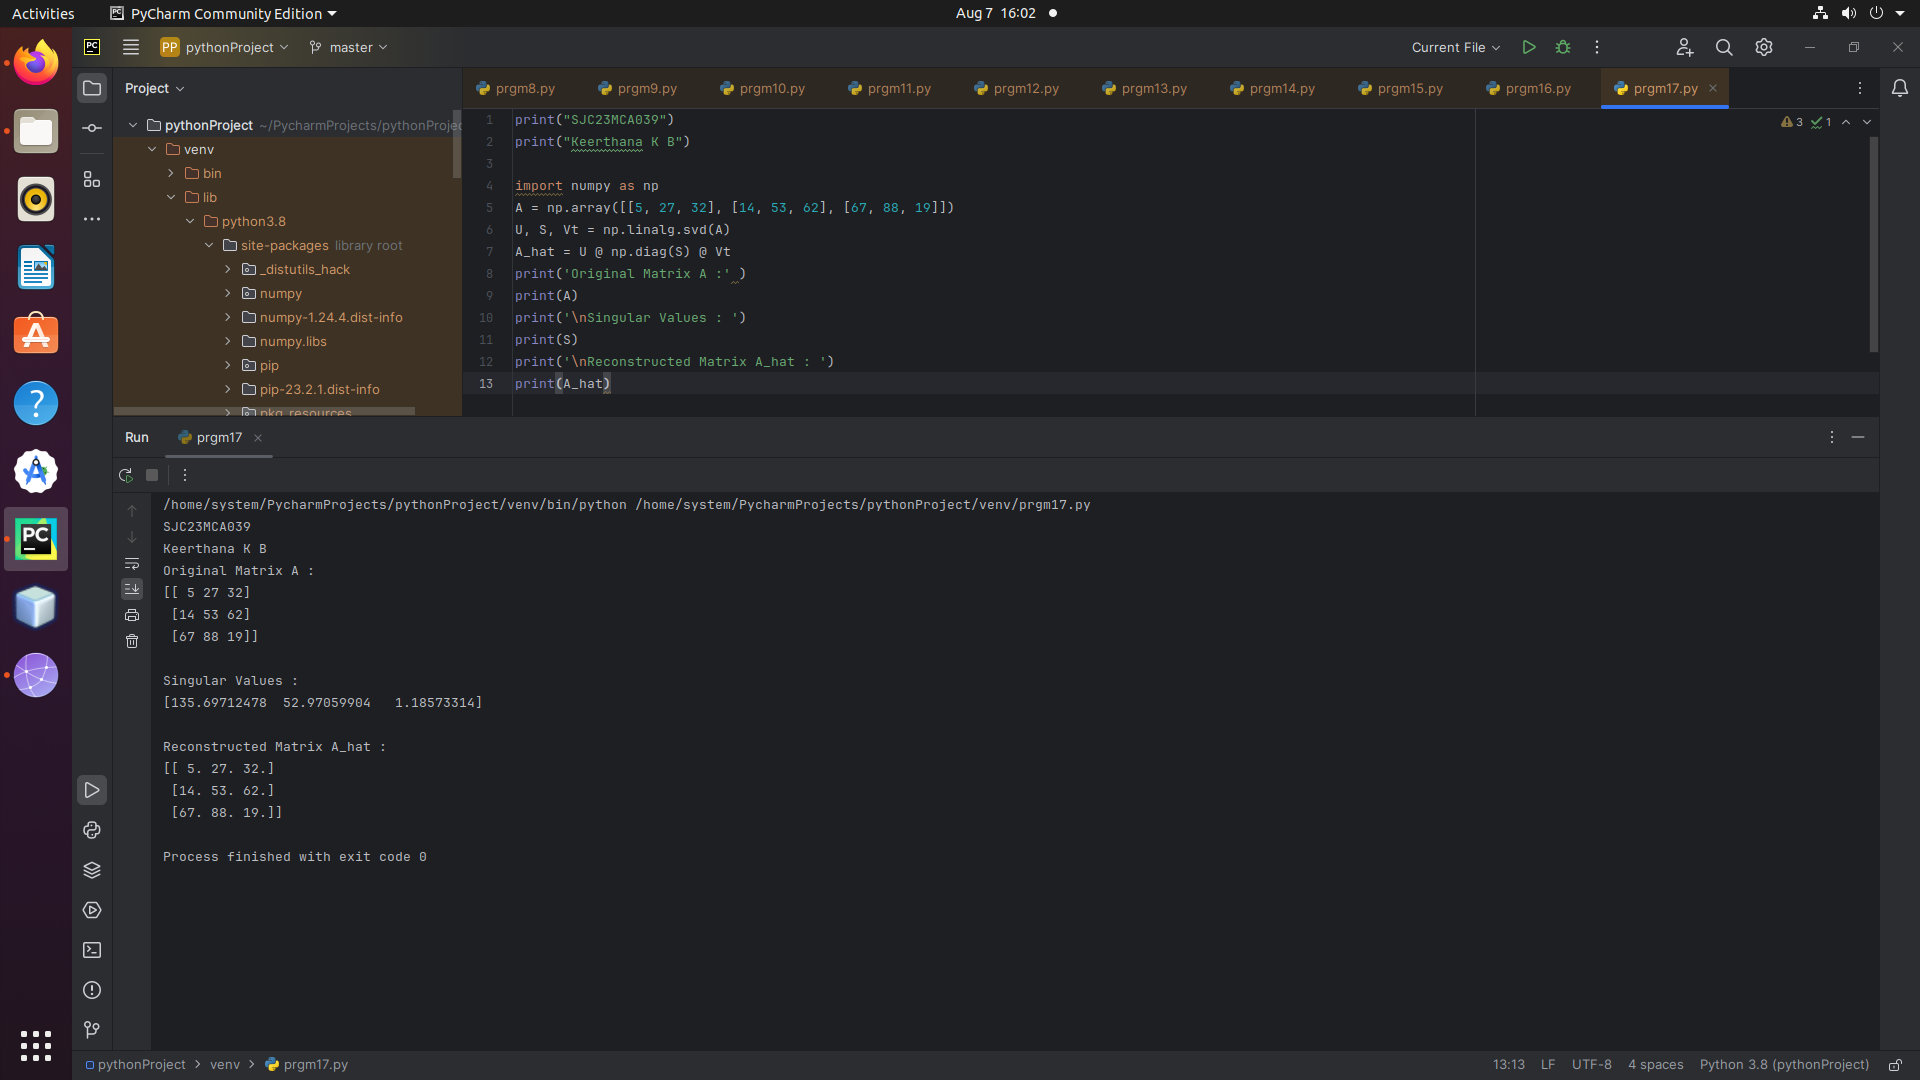 Activities PyCharm Community Edition Aug 7 16:02
PP pythonProject master Current File
Project
prgm8.py prgm9.py prgm10.py prgm11.py prgm12.py prgm13.py prgm14.py prgm15.py prgm16.py prgm17.py
pythonProject ~/PycharmProjects/pythonProjec
venv
bin
lib
python3.8
site-packages library root
_distutils_hack
numpy
numpy-1.24.4.dist-info
numpy.libs
pip
pip-23.2.1.dist-info
pkg_resources
1 print("SJC23MCA039")
2 print("Keerthana K B")
3
4 import numpy as np
5 A = np.array([[5, 27, 32], [14, 53, 62], [67, 88, 19]])
6 U, S, Vt = np.linalg.svd(A)
7 A_hat = U @ np.diag(S) @ Vt
8 print('Original Matrix A :' )
9 print(A)
10 print('\nSingular Values : ')
11 print(S)
12 print('\nReconstructed Matrix A_hat : ')
13 print(A_hat)
3 1
Run prgm17
/home/system/PycharmProjects/pythonProject/venv/bin/python /home/system/PycharmProjects/pythonProject/venv/prgm17.py
SJC23MCA039
Keerthana K B
Original Matrix A :
[[ 5 27 32]
[14 53 62]
[67 88 19]]
Singular Values :
[135.69712478 52.97059904 1.18573314]
Reconstructed Matrix A_hat :
[[ 5. 27. 32.]
[14. 53. 62.]
[67. 88. 19.]]
Process finished with exit code 0
pythonProject venv prgm17.py 13:13 LF UTF-8 4 spaces Python 3.8 (pythonProject)
PC
PC